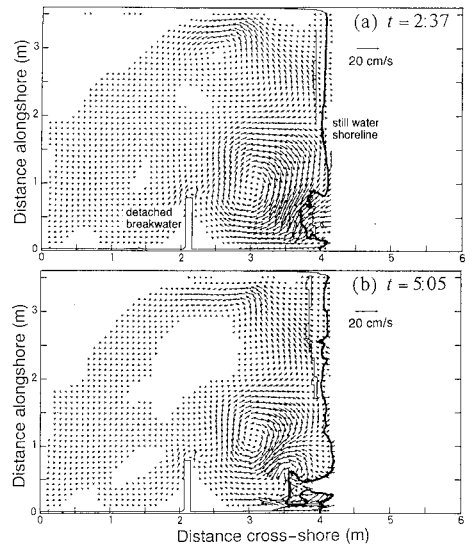 (a) t = 2:37
20 cm/s
still water
shoreline
detached
breakwater
Distance alongshore (m)
3
2
1
0
0 1 2 3 4 5 6
(b) t = 5:05
20 cm/s
Distance alongshore (m)
3
2
1
0
0 1 2 3 4 5 6
Distance cross-shore (m)